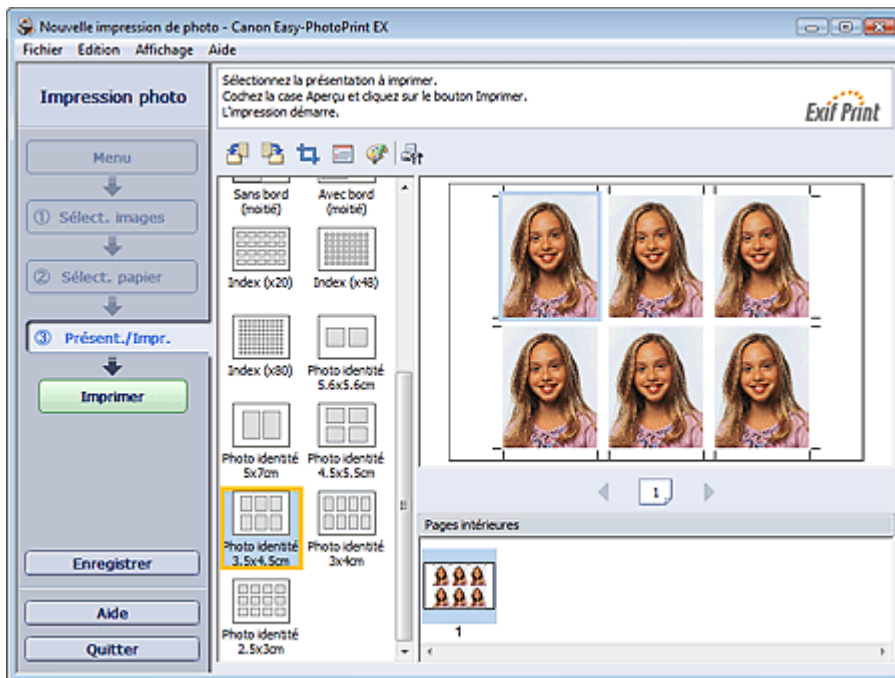 Nouvelle impression de photo - Canon Easy-PhotoPrint EX
Fichier Edition Affichage Aide
Impression photo
Sélectionnez la présentation à imprimer.
Cochez la case Aperçu et cliquez sur le bouton Imprimer.
L'impression démarre.
Exif Print
Menu
① Sélect. images
② Sélect. papier
③ Présent./Impr.
Imprimer
Enregistrer
Aide
Quitter
Sans bord
(moitié)
Avec bord
(moitié)
Index (x20)
Index (x48)
Index (x80)
Photo identité
5.6x5.6cm
Photo identité
5x7cm
Photo identité
4.5x5.5cm
Photo identité
3.5x4.5cm
Photo identité
3x4cm
Photo identité
2.5x3cm
1
Pages intérieures
1